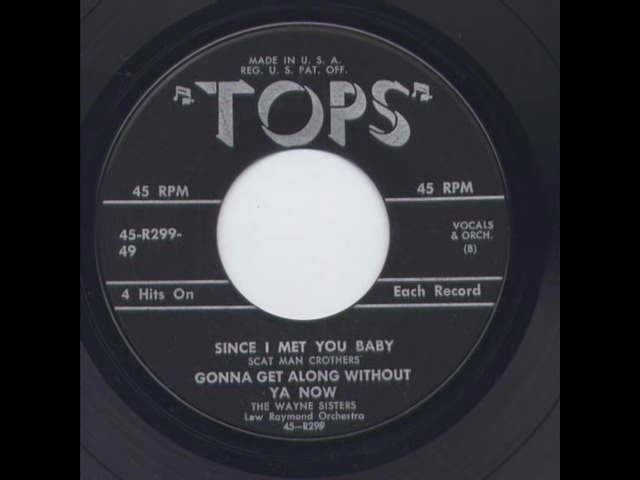 MADE IN U. S. A.
REG. U. S. PAT. OFF.
"TOPS"
45 RPM
45 RPM
45-R299-
49
VOCALS
& ORCH.
(B)
4 Hits On
Each Record
SINCE I MET YOU BABY
SCAT MAN CROTHERS
GONNA GET ALONG WITHOUT
YA NOW
THE WAYNE SISTERS
Lew Raymond Orchestra
45-R299